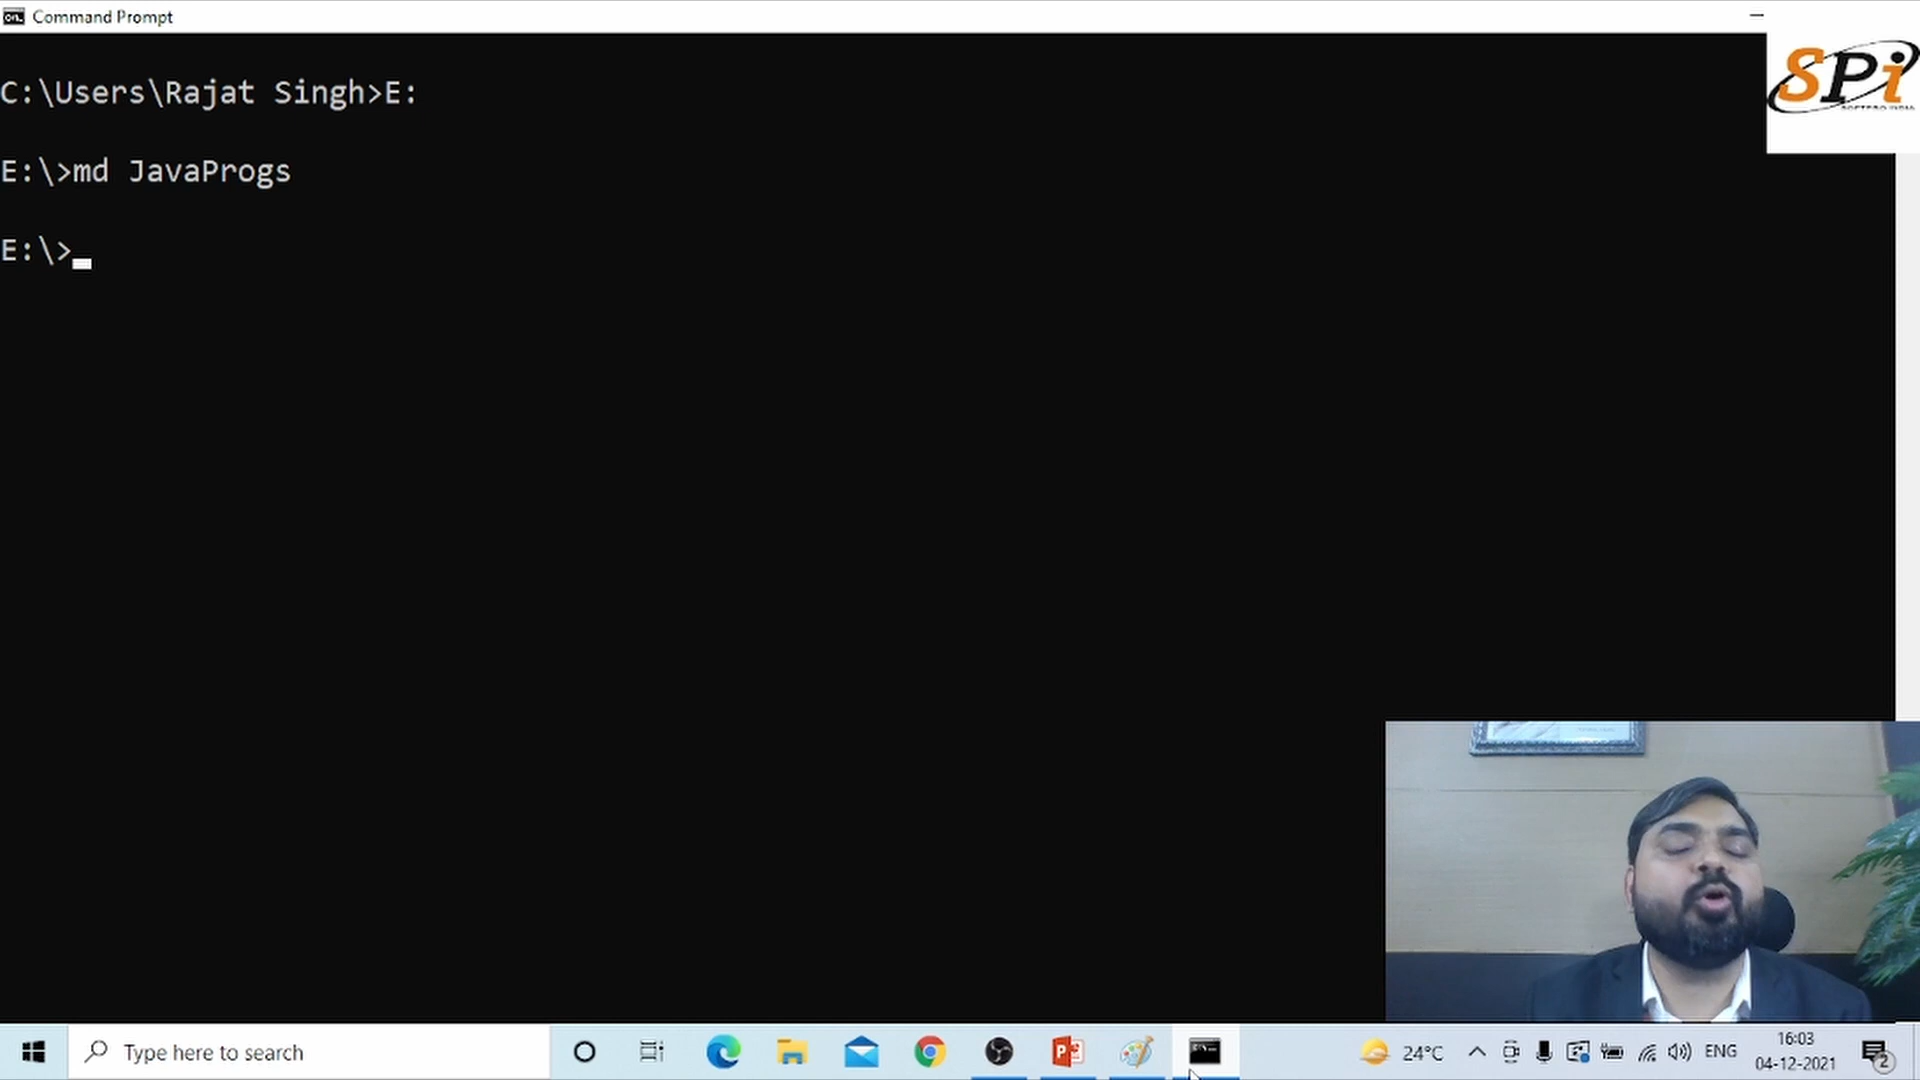 Command Prompt
C:\Users\Rajat Singh>E:
E:\>md JavaProgs
E:\>
SPi
Type here to search
24°C
ENG
16:03
04-12-2021
2